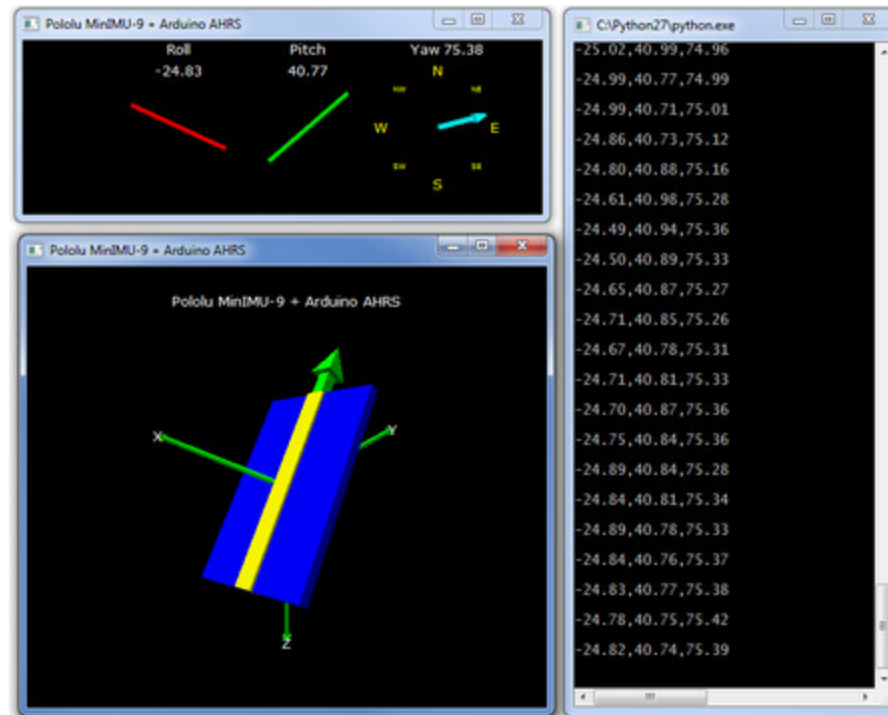 Pololu MinIMU-9 + Arduino AHRS
Roll Pitch Yaw 75.38
-24.83 40.77
N
NW NE
W E
SW SE
S
Pololu MinIMU-9 + Arduino AHRS
Pololu MinIMU-9 + Arduino AHRS
X
Y
Z
C:\Python27\python.exe
-25.02,40.99,74.96
-24.99,40.77,74.99
-24.99,40.71,75.01
-24.86,40.73,75.12
-24.80,40.88,75.16
-24.61,40.98,75.28
-24.49,40.94,75.36
-24.50,40.89,75.33
-24.65,40.87,75.27
-24.71,40.85,75.26
-24.67,40.78,75.31
-24.71,40.81,75.33
-24.70,40.87,75.36
-24.75,40.84,75.36
-24.89,40.84,75.28
-24.84,40.81,75.34
-24.89,40.78,75.33
-24.84,40.76,75.37
-24.83,40.77,75.38
-24.78,40.75,75.42
-24.82,40.74,75.39